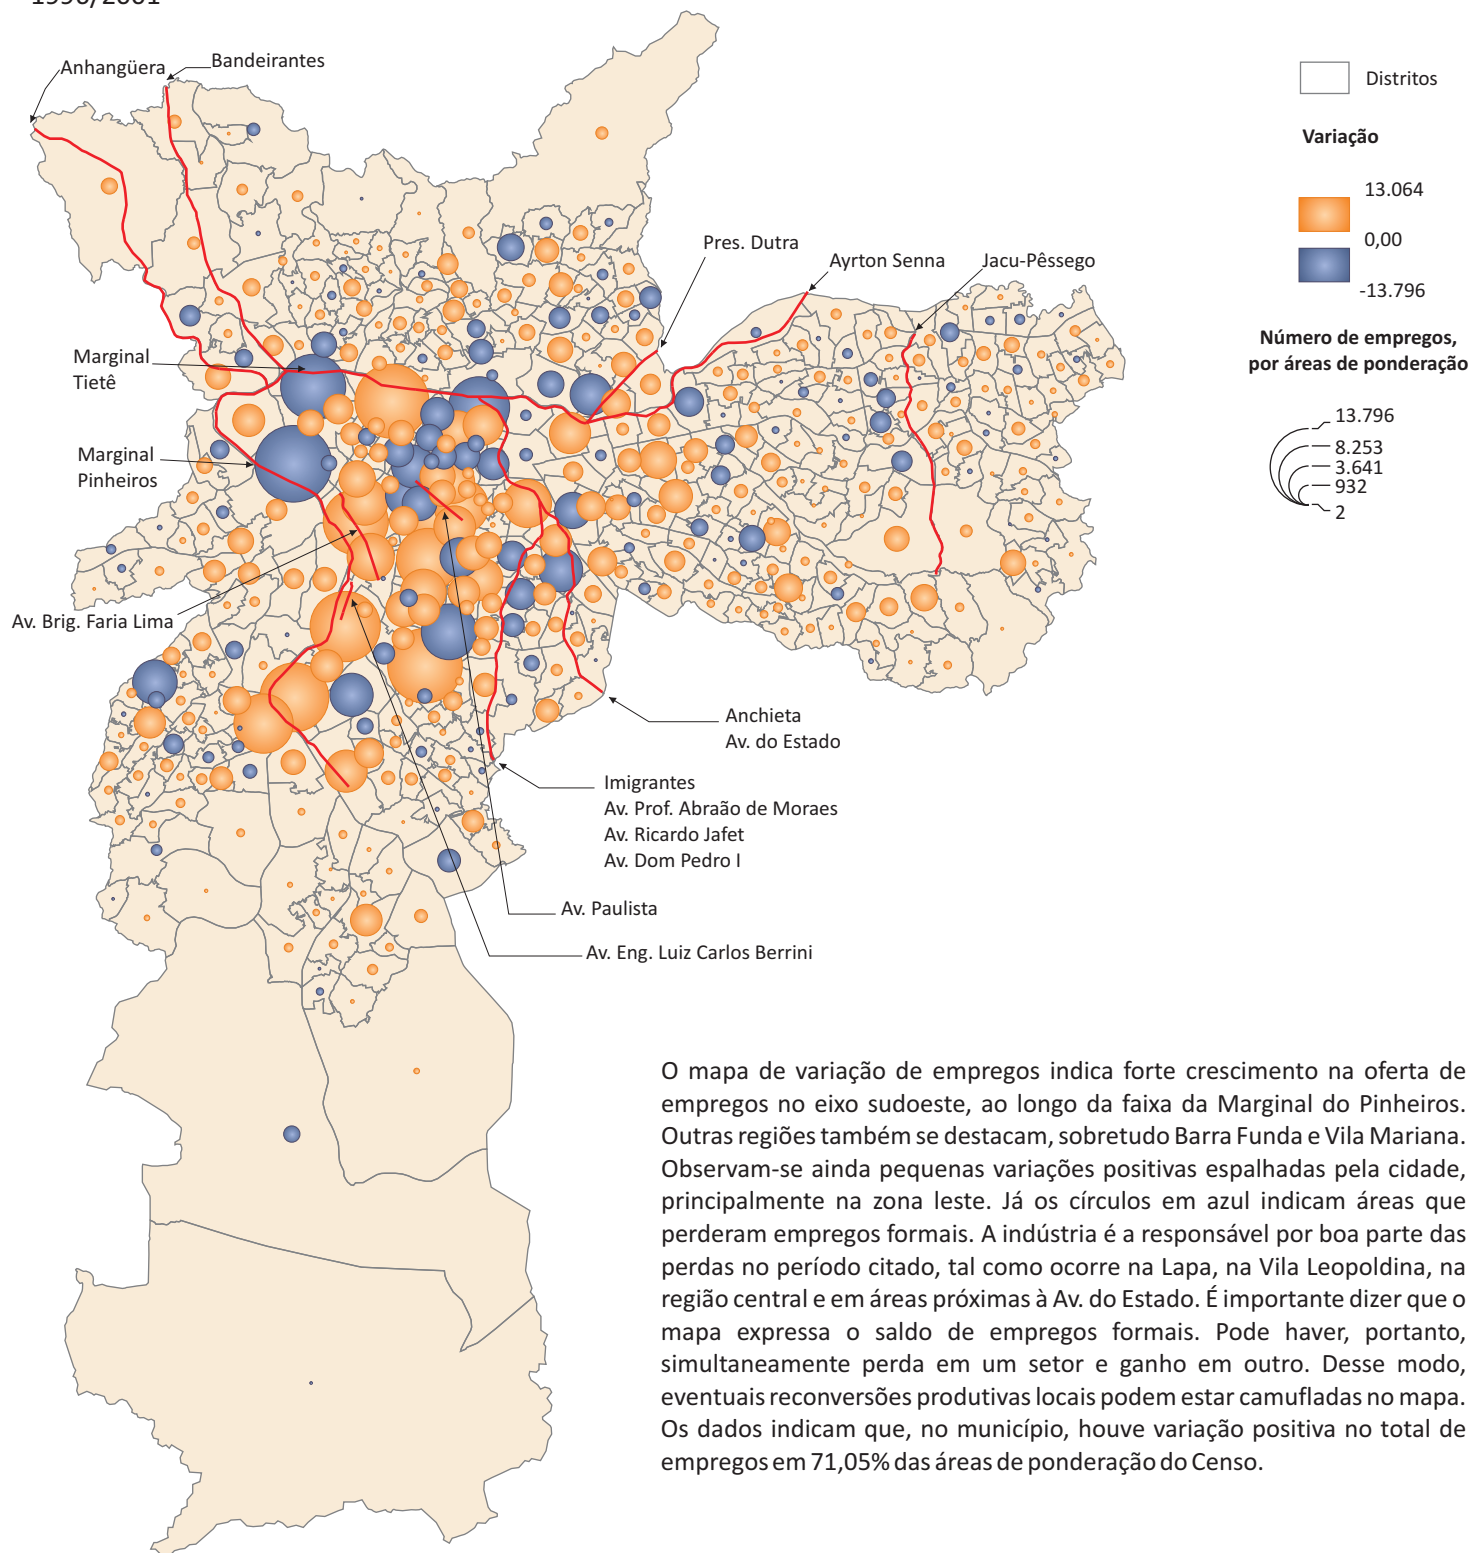 1996/2001
Anhangüera
Bandeirantes
Distritos
Variação
13.064
0,00
-13.796
Pres. Dutra
Ayrton Senna
Jacu-Pêssego
Número de empregos,
por áreas de ponderação
13.796
8.253
3.641
932
2
Marginal
Tietê
Marginal
Pinheiros
Av. Brig. Faria Lima
Anchieta
Av. do Estado
Imigrantes
Av. Prof. Abraão de Moraes
Av. Ricardo Jafet
Av. Dom Pedro I
Av. Paulista
Av. Eng. Luiz Carlos Berrini
O mapa de variação de empregos indica forte crescimento na oferta de
empregos no eixo sudoeste, ao longo da faixa da Marginal do Pinheiros.
Outras regiões também se destacam, sobretudo Barra Funda e Vila Mariana.
Observam-se ainda pequenas variações positivas espalhadas pela cidade,
principalmente na zona leste. Já os círculos em azul indicam áreas que
perderam empregos formais. A indústria é a responsável por boa parte das
perdas no período citado, tal como ocorre na Lapa, na Vila Leopoldina, na
região central e em áreas próximas à Av. do Estado. É importante dizer que o
mapa expressa o saldo de empregos formais. Pode haver, portanto,
simultaneamente perda em um setor e ganho em outro. Desse modo,
eventuais reconversões produtivas locais podem estar camufladas no mapa.
Os dados indicam que, no município, houve variação positiva no total de
empregos em 71,05% das áreas de ponderação do Censo.